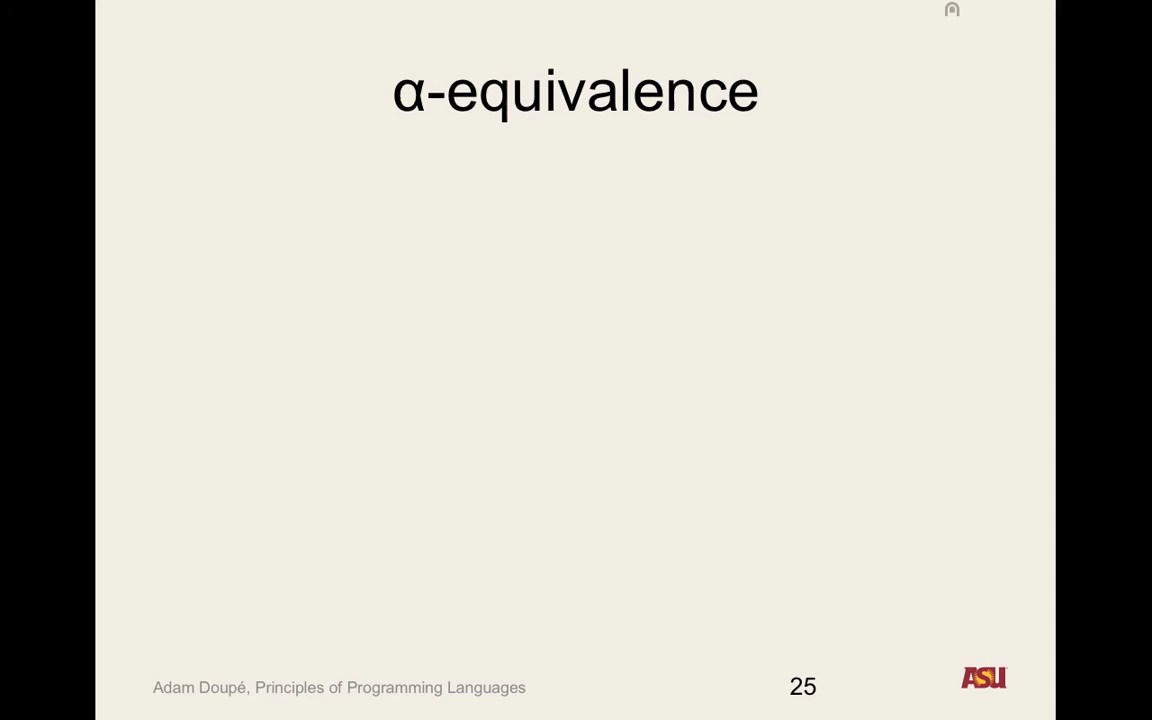 α-equivalence
Adam Doupé, Principles of Programming Languages
25
ASU